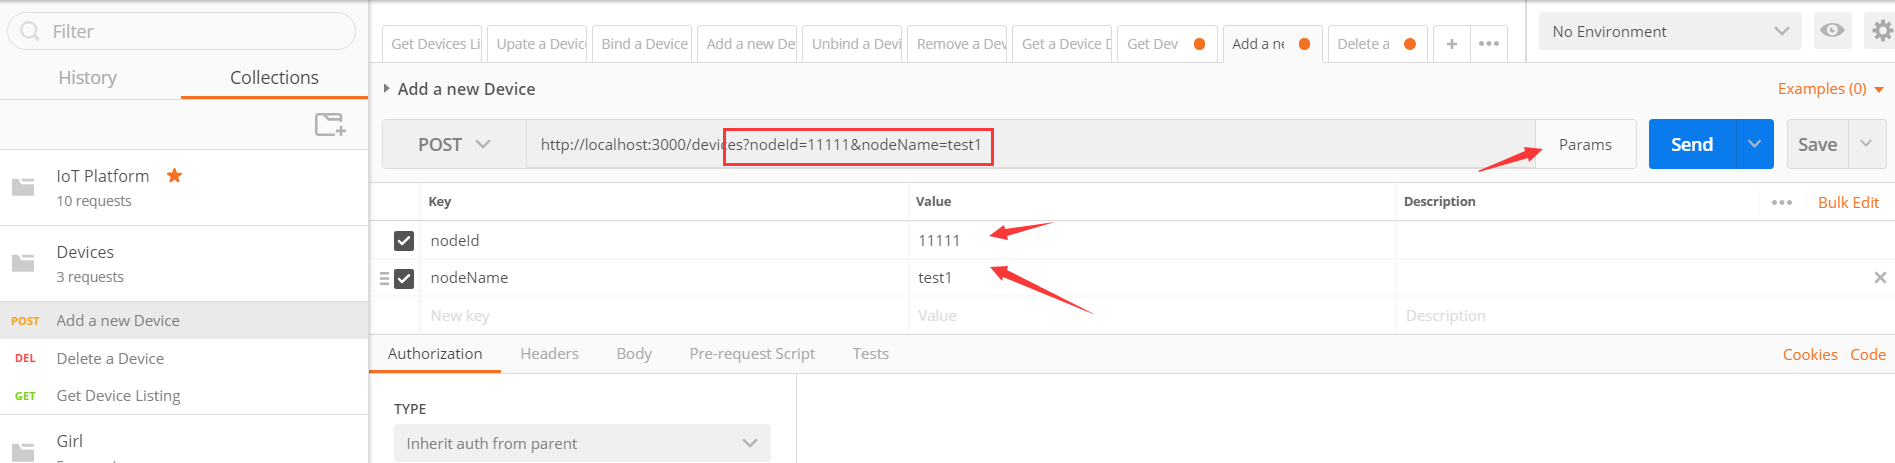 Filter
History
Collections
IoT Platform
10 requests
Devices
3 requests
POST Add a new Device
DEL Delete a Device
GET Get Device Listing
Girl
Get Devices Li
Upate a Device
Bind a Device
Add a new De
Unbind a Devi
Remove a Dev
Get a Device D
Get Dev
Add a ne
Delete a
No Environment
Add a new Device
Examples (0)
POST
http://localhost:3000/devices?nodeId=11111&nodeName=test1
Params
Send
Save
Key Value Description Bulk Edit
nodeId 11111
nodeName test1
New key Value Description
Authorization Headers Body Pre-request Script Tests Cookies Code
TYPE
Inherit auth from parent